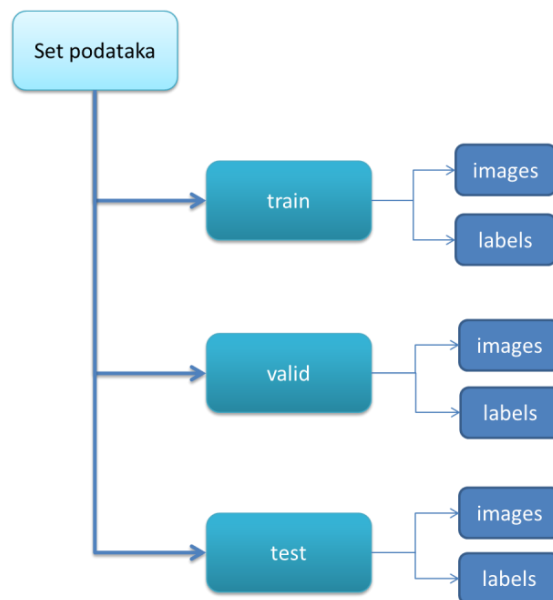 Set podataka
train
images
labels
valid
images
labels
test
images
labels